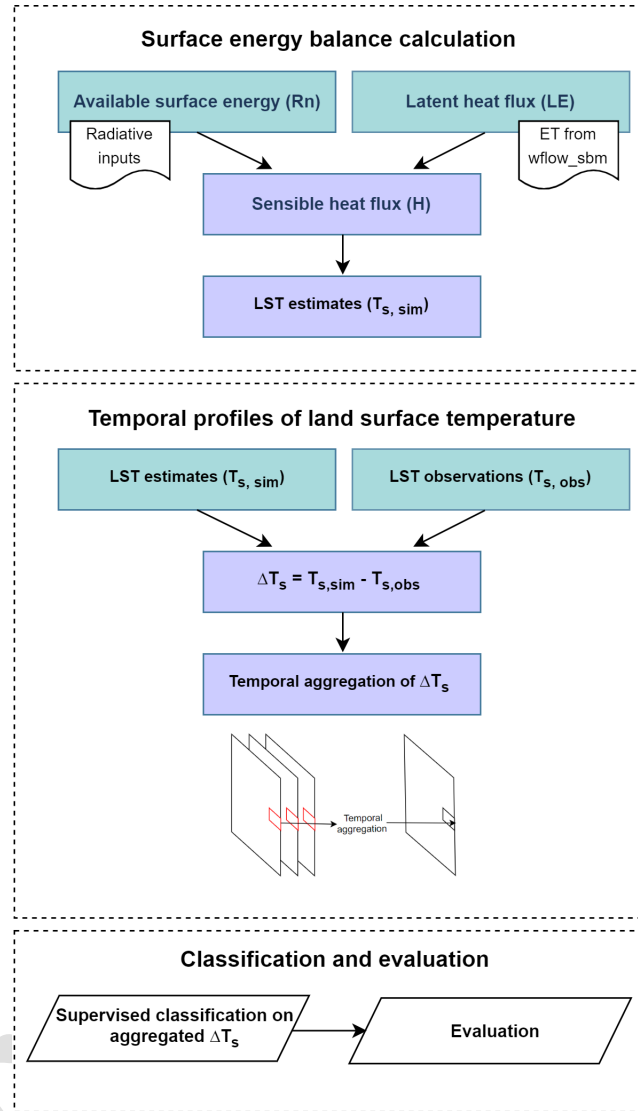 Surface energy balance calculation
Available surface energy (Rn)
Latent heat flux (LE)
Radiative
inputs
ET from
wflow_sbm
Sensible heat flux (H)
LST estimates (Ts, sim)
Temporal profiles of land surface temperature
LST estimates (Ts, sim)
LST observations (Ts, obs)
ΔTs = Ts,sim - Ts,obs
Temporal aggregation of ΔTs
Temporal
aggregation
Classification and evaluation
Supervised classification on
aggregated ΔTs
Evaluation